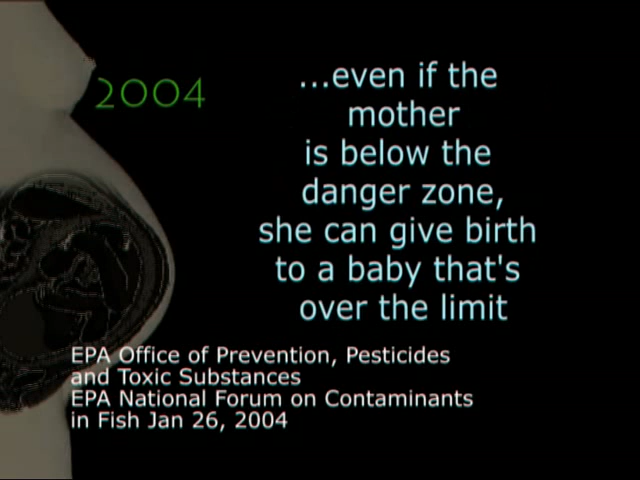 2004
...even if the
mother
is below the
danger zone,
she can give birth
to a baby that's
over the limit
EPA Office of Prevention, Pesticides
and Toxic Substances
EPA National Forum on Contaminants
in Fish Jan 26, 2004